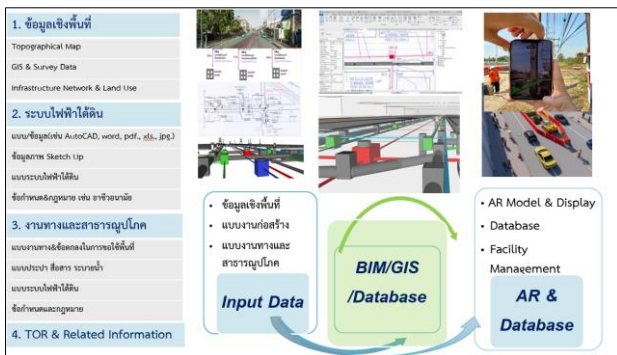 1. ข้อมูลเชิงพื้นที่
Topographical Map
GIS & Survey Data
Infrastructure Network & Land Use
2. ระบบไฟฟ้าใต้ดิน
แบบ/ข้อมูล(เช่น AutoCAD, word, pdf., xls., jpg.)
ข้อมูลภาพ Sketch Up
แบบระบบไฟฟ้าใต้ดิน
ข้อกำหนด&กฎหมาย เช่น อาชีวอนามัย
3. งานทางและสาธารณูปโภค
แบบงานทาง&ข้อตกลงในการขอใช้พื้นที่
แบบประปา สื่อสาร ระบายน้ำ
แบบระบบไฟฟ้าใต้ดิน
ข้อกำหนดและกฎหมาย
4. TOR & Related Information
• ข้อมูลเชิงพื้นที่
• แบบงานก่อสร้าง
• แบบงานทางและ
สาธารณูปโภค
Input Data
BIM/GIS
/Database
• AR Model & Display
• Database
• Facility
Management
AR &
Database